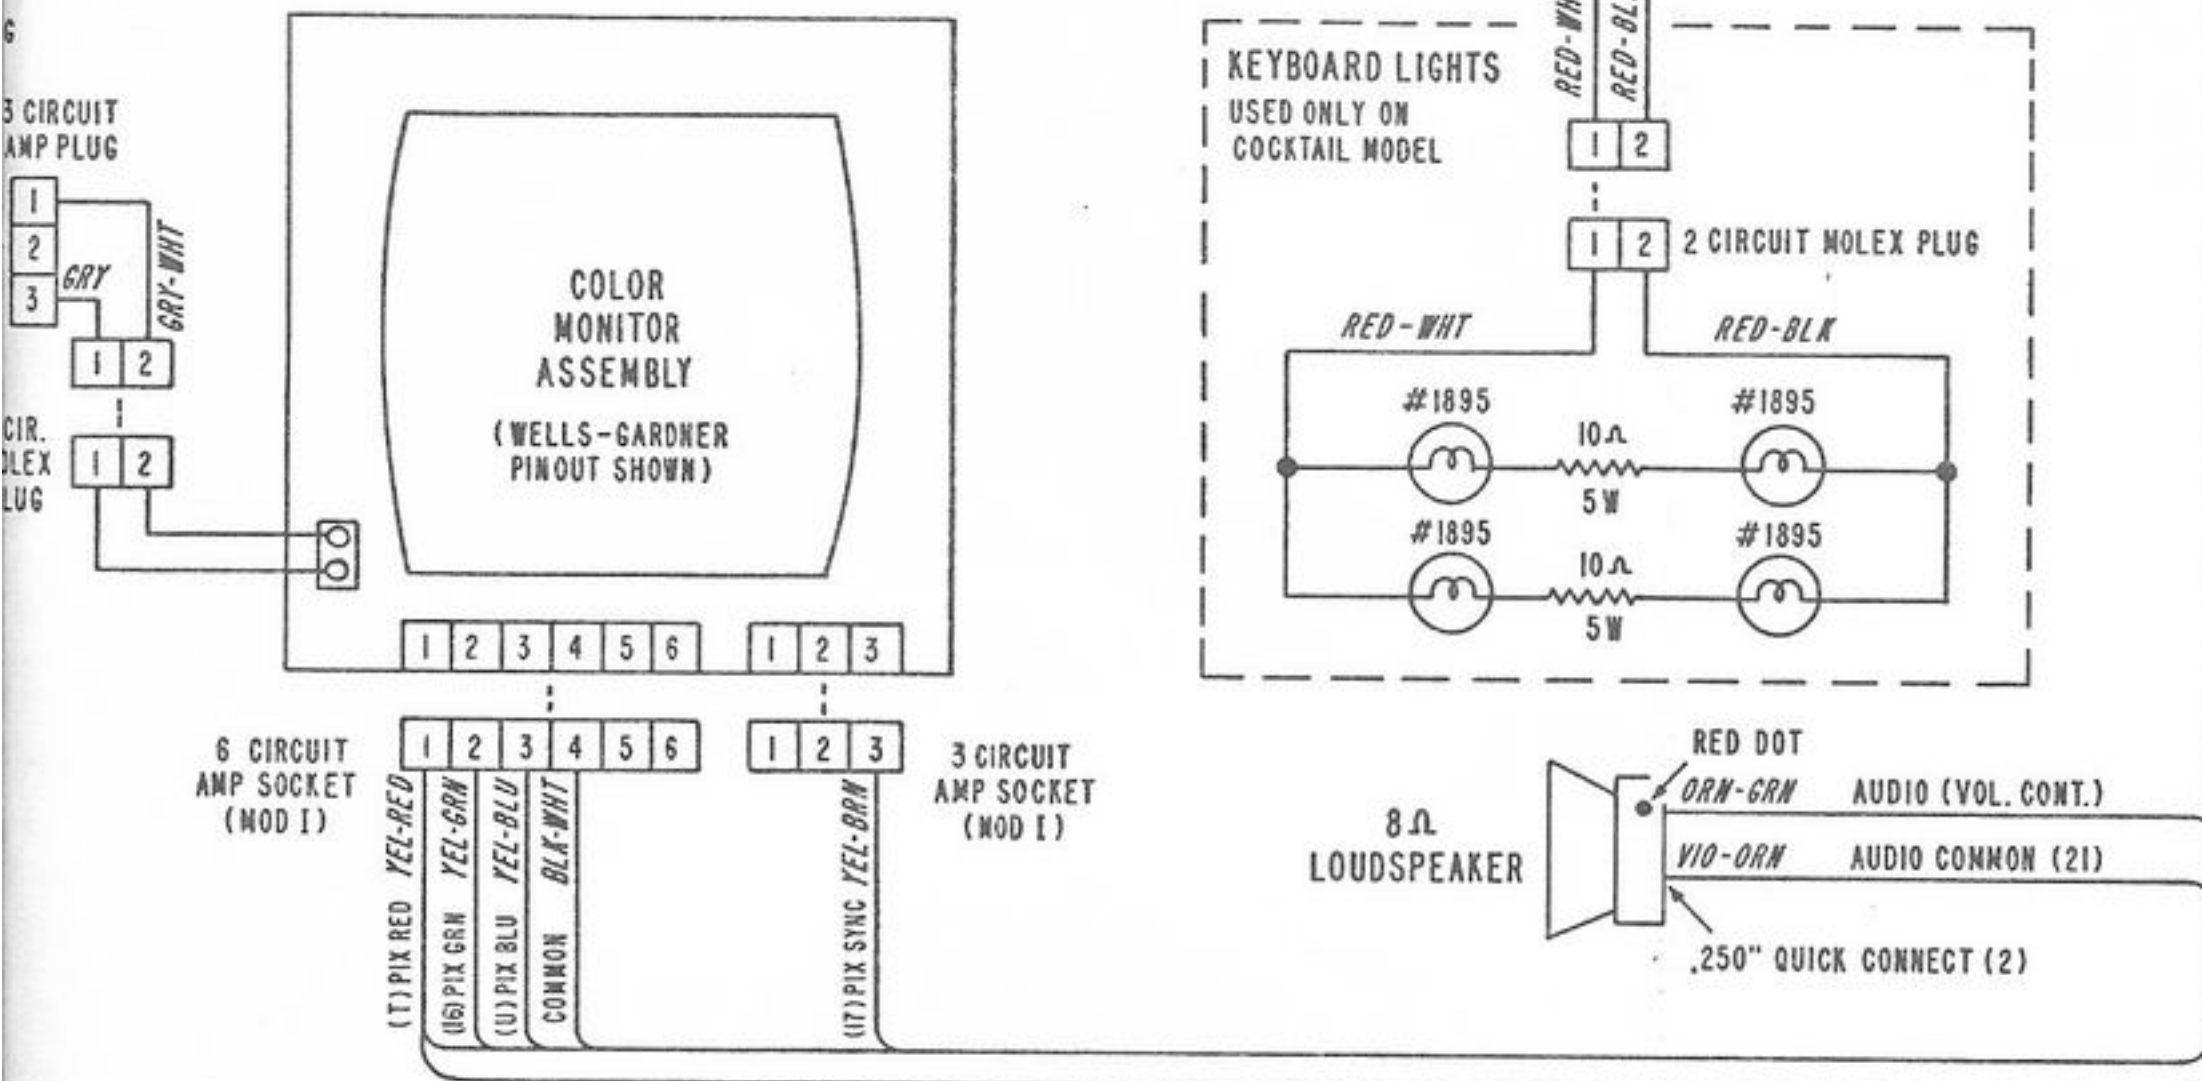 G
3 CIRCUIT
AMP PLUG
1
2
3
GRY
GRY-WHT
1 2
CIR.
OLEX
LUG
1 2
COLOR
MONITOR
ASSEMBLY
(WELLS-GARDNER
PINOUT SHOWN)
1 2 3 4 5 6
1 2 3
6 CIRCUIT
AMP SOCKET
(MOD I)
1 2 3 4 5 6
1 2 3
3 CIRCUIT
AMP SOCKET
(MOD I)
(T) PIX RED YEL-RED
(16) PIX GRN YEL-GRN
(U) PIX BLU YEL-BLU
COMMON BLK-WHT
(17) PIX SYNC YEL-BRN
KEYBOARD LIGHTS
USED ONLY ON
COCKTAIL MODEL
RED-WH
RED-BL
1 2
1 2
2 CIRCUIT MOLEX PLUG
RED-WHT
RED-BLK
#1895
10Ω
5W
#1895
#1895
10Ω
5W
#1895
RED DOT
ORN-GRN AUDIO (VOL. CONT.)
8Ω
LOUDSPEAKER
VIO-ORN AUDIO COMMON (21)
.250" QUICK CONNECT (2)